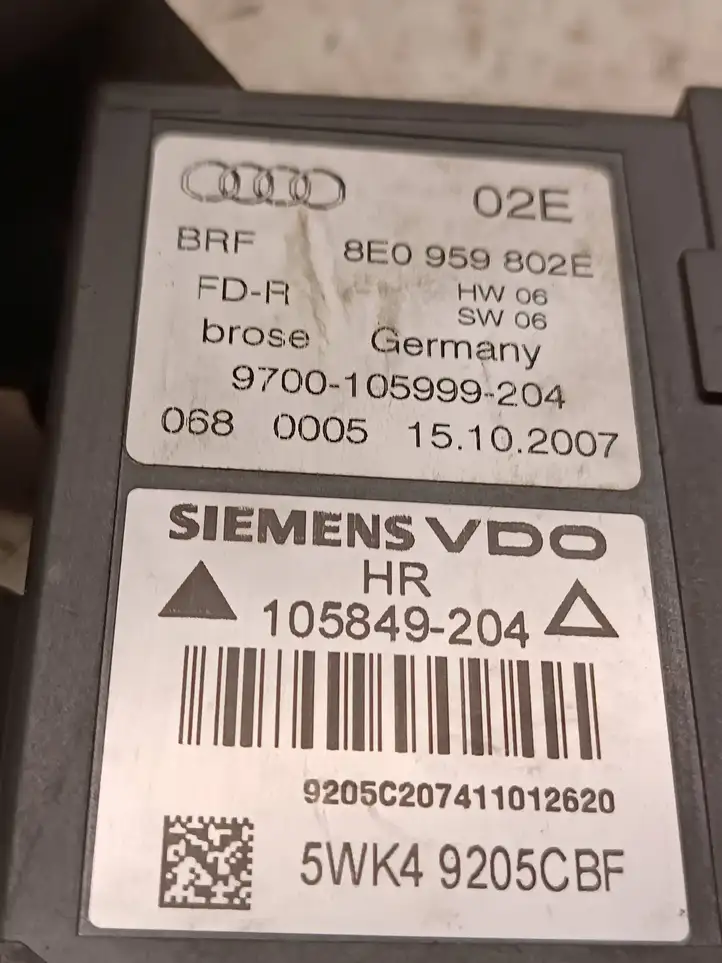 02E
BRF 8E0 959 802E
FD-R HW 06
SW 06
brose Germany
9700-105999-204
068 0005 15.10.2007
SIEMENS VDO
HR
105849-204
9205C207411012620
5WK4 9205CBF